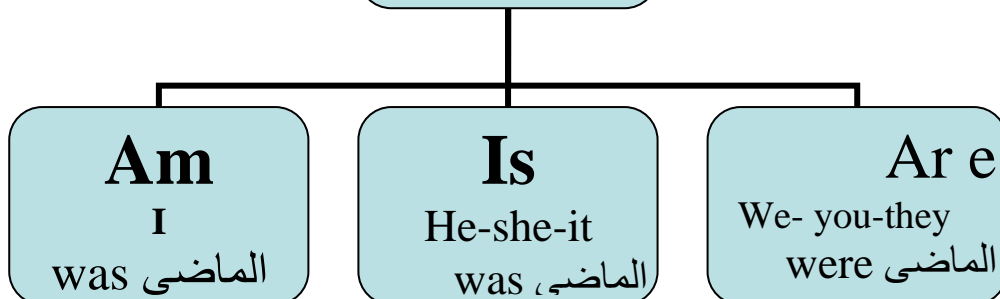 Am
I
was الماضى
Is
He-she-it
was الماضى
Ar e
We- you-they
were الماضى